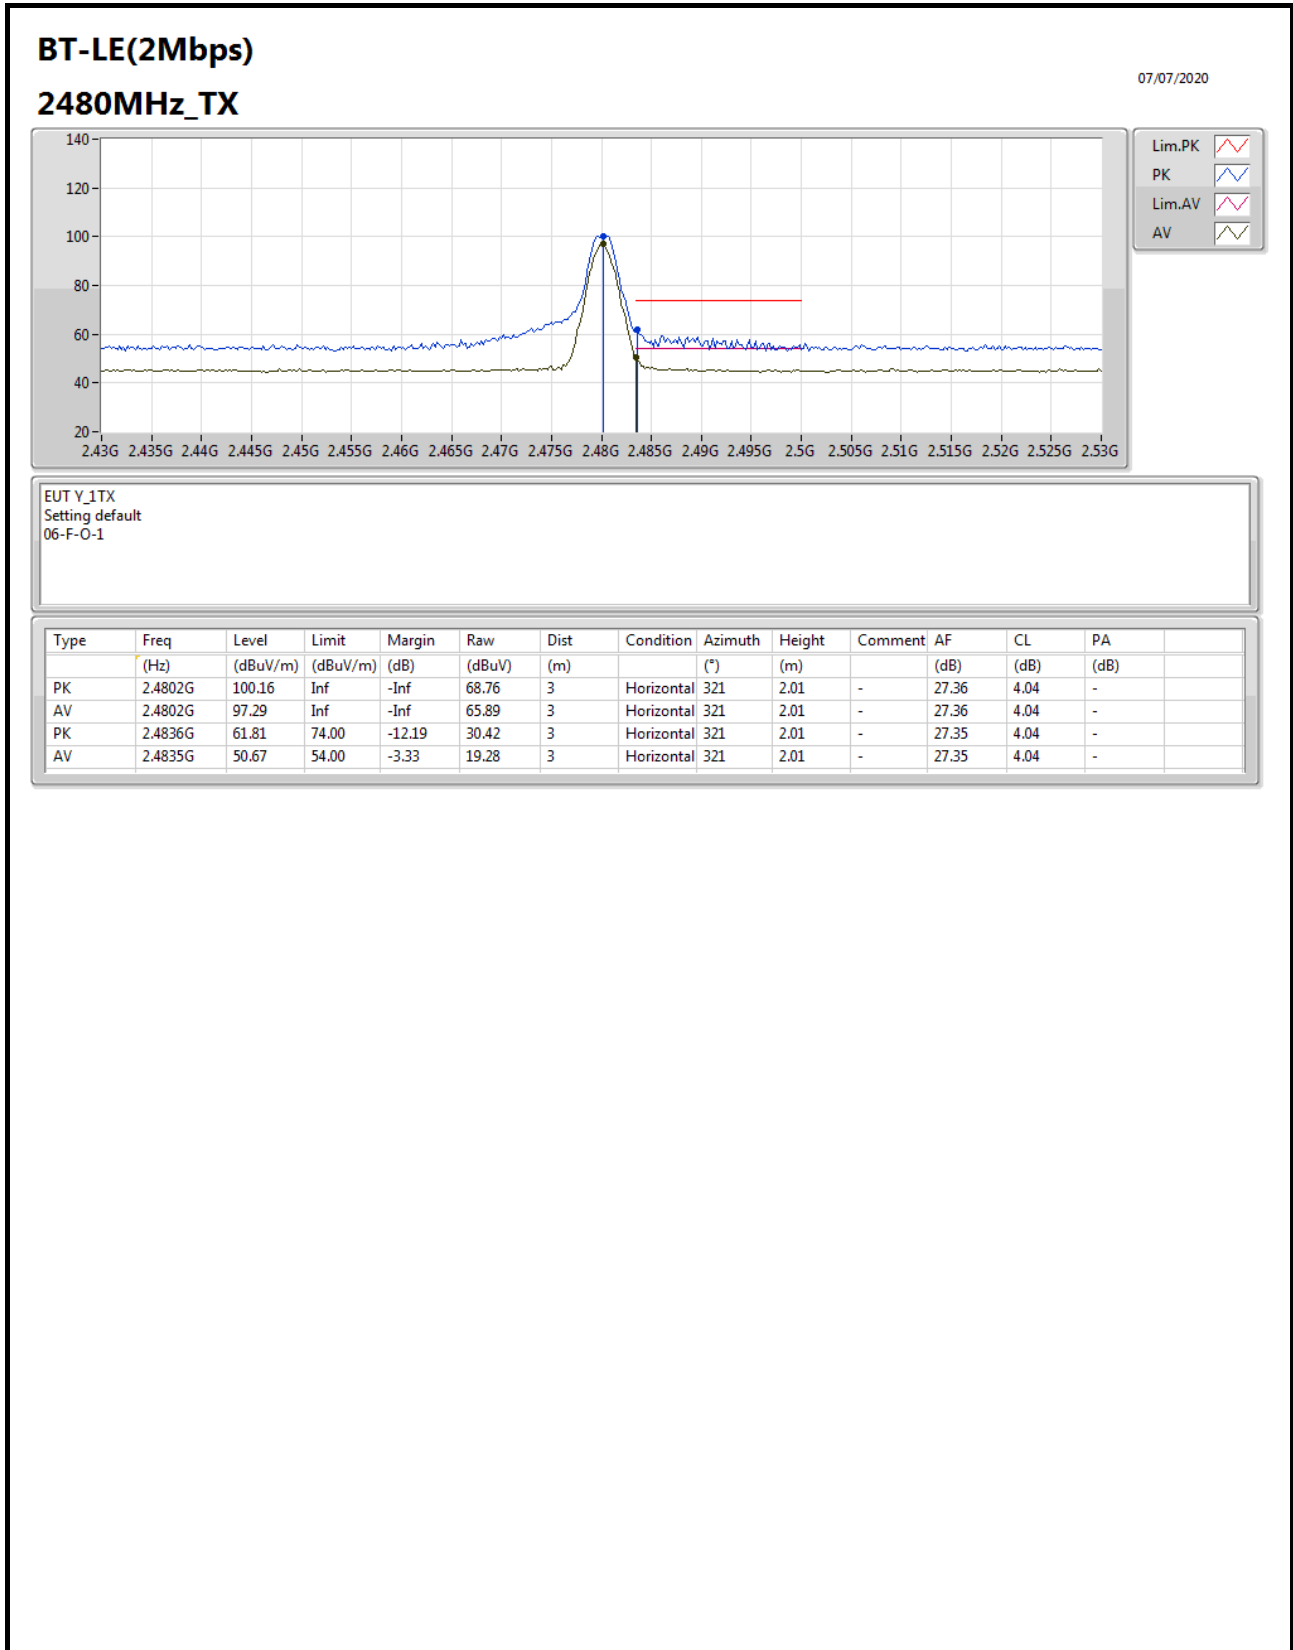 BT-LE(2Mbps)
07/07/2020
2480MHz_TX
140
120
100
80
60
40
20
2.43G 2.435G 2.44G 2.445G 2.45G 2.455G 2.46G 2.465G 2.47G 2.475G 2.48G 2.485G 2.49G 2.495G 2.5G 2.505G 2.51G 2.515G 2.52G 2.525G 2.53G
Lim.PK
PK
Lim.AV
AV
EUT Y_1TX
Setting default
06-F-O-1
Type Freq Level Limit Margin Raw Dist Condition Azimuth Height Comment AF CL PA
(Hz) (dBuV/m) (dBuV/m) (dB) (dBuV) (m) (°) (m) (dB) (dB) (dB)
PK 2.4802G 100.16 Inf -Inf 68.76 3 Horizontal 321 2.01 - 27.36 4.04 -
AV 2.4802G 97.29 Inf -Inf 65.89 3 Horizontal 321 2.01 - 27.36 4.04 -
PK 2.4836G 61.81 74.00 -12.19 30.42 3 Horizontal 321 2.01 - 27.35 4.04 -
AV 2.4835G 50.67 54.00 -3.33 19.28 3 Horizontal 321 2.01 - 27.35 4.04 -